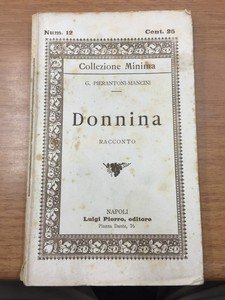 Num. 12 Cent. 25
Collezione Minima
G. PIERANTONI-MANCINI
Donnina
RACCONTO
NAPOLI
Luigi Pierro, editore
Piazza Dante, 76